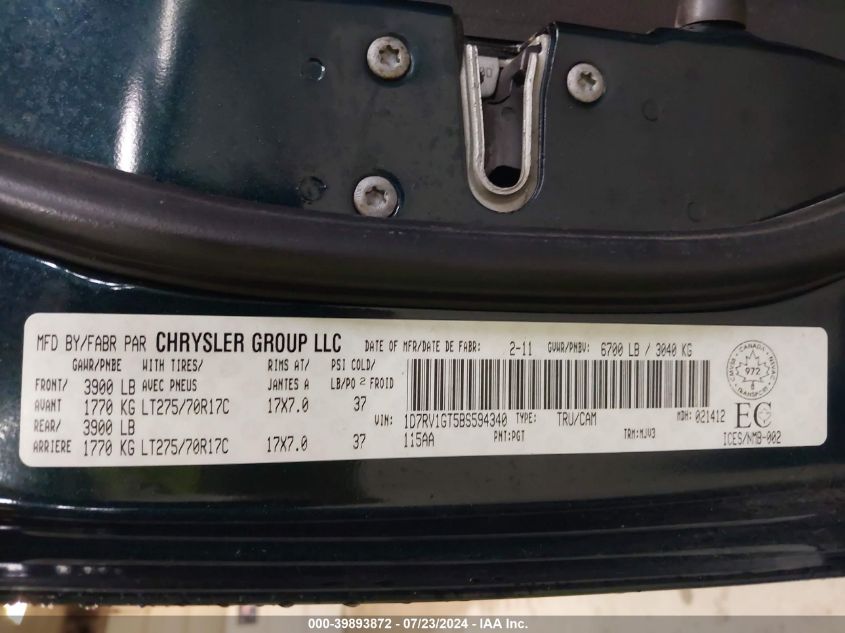 MFD BY/FABR PAR CHRYSLER GROUP LLC DATE OF MFR/DATE DE FABR: 2-11 GVWR/PNBV: 6700 LB / 3040 KG
GAWR/PNBE WITH TIRES/ RIMS AT/ PSI COLD/
FRONT/ 3900 LB AVEC PNEUS JANTES A LB/PO 2 FROID
AVANT 1770 KG LT275/70R17C 17X7.0 37
REAR/ 3900 LB
ARRIERE 1770 KG LT275/70R17C 17X7.0 37
VIN: 1D7RV1GT5BS594340 TYPE: TRU/CAM MDH: 021412
115AA PNT:PGT TRM:MJV3
CANADA
972
TRANSPORT
EC
ICES/NMB-002
000-39893872 - 07/23/2024 - IAA Inc.